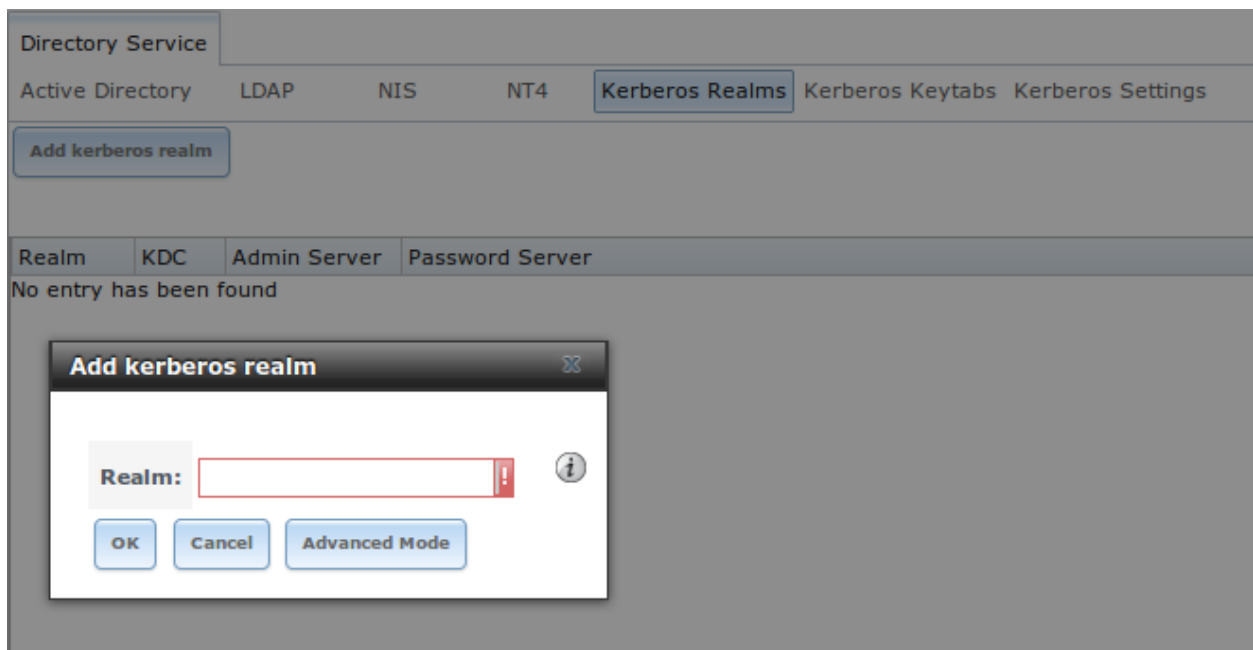 Directory Service
Active Directory LDAP NIS NT4 Kerberos Realms Kerberos Keytabs Kerberos Settings
Add kerberos realm
Realm KDC Admin Server Password Server
No entry has been found
Add kerberos realm
Realm: !
OK Cancel Advanced Mode